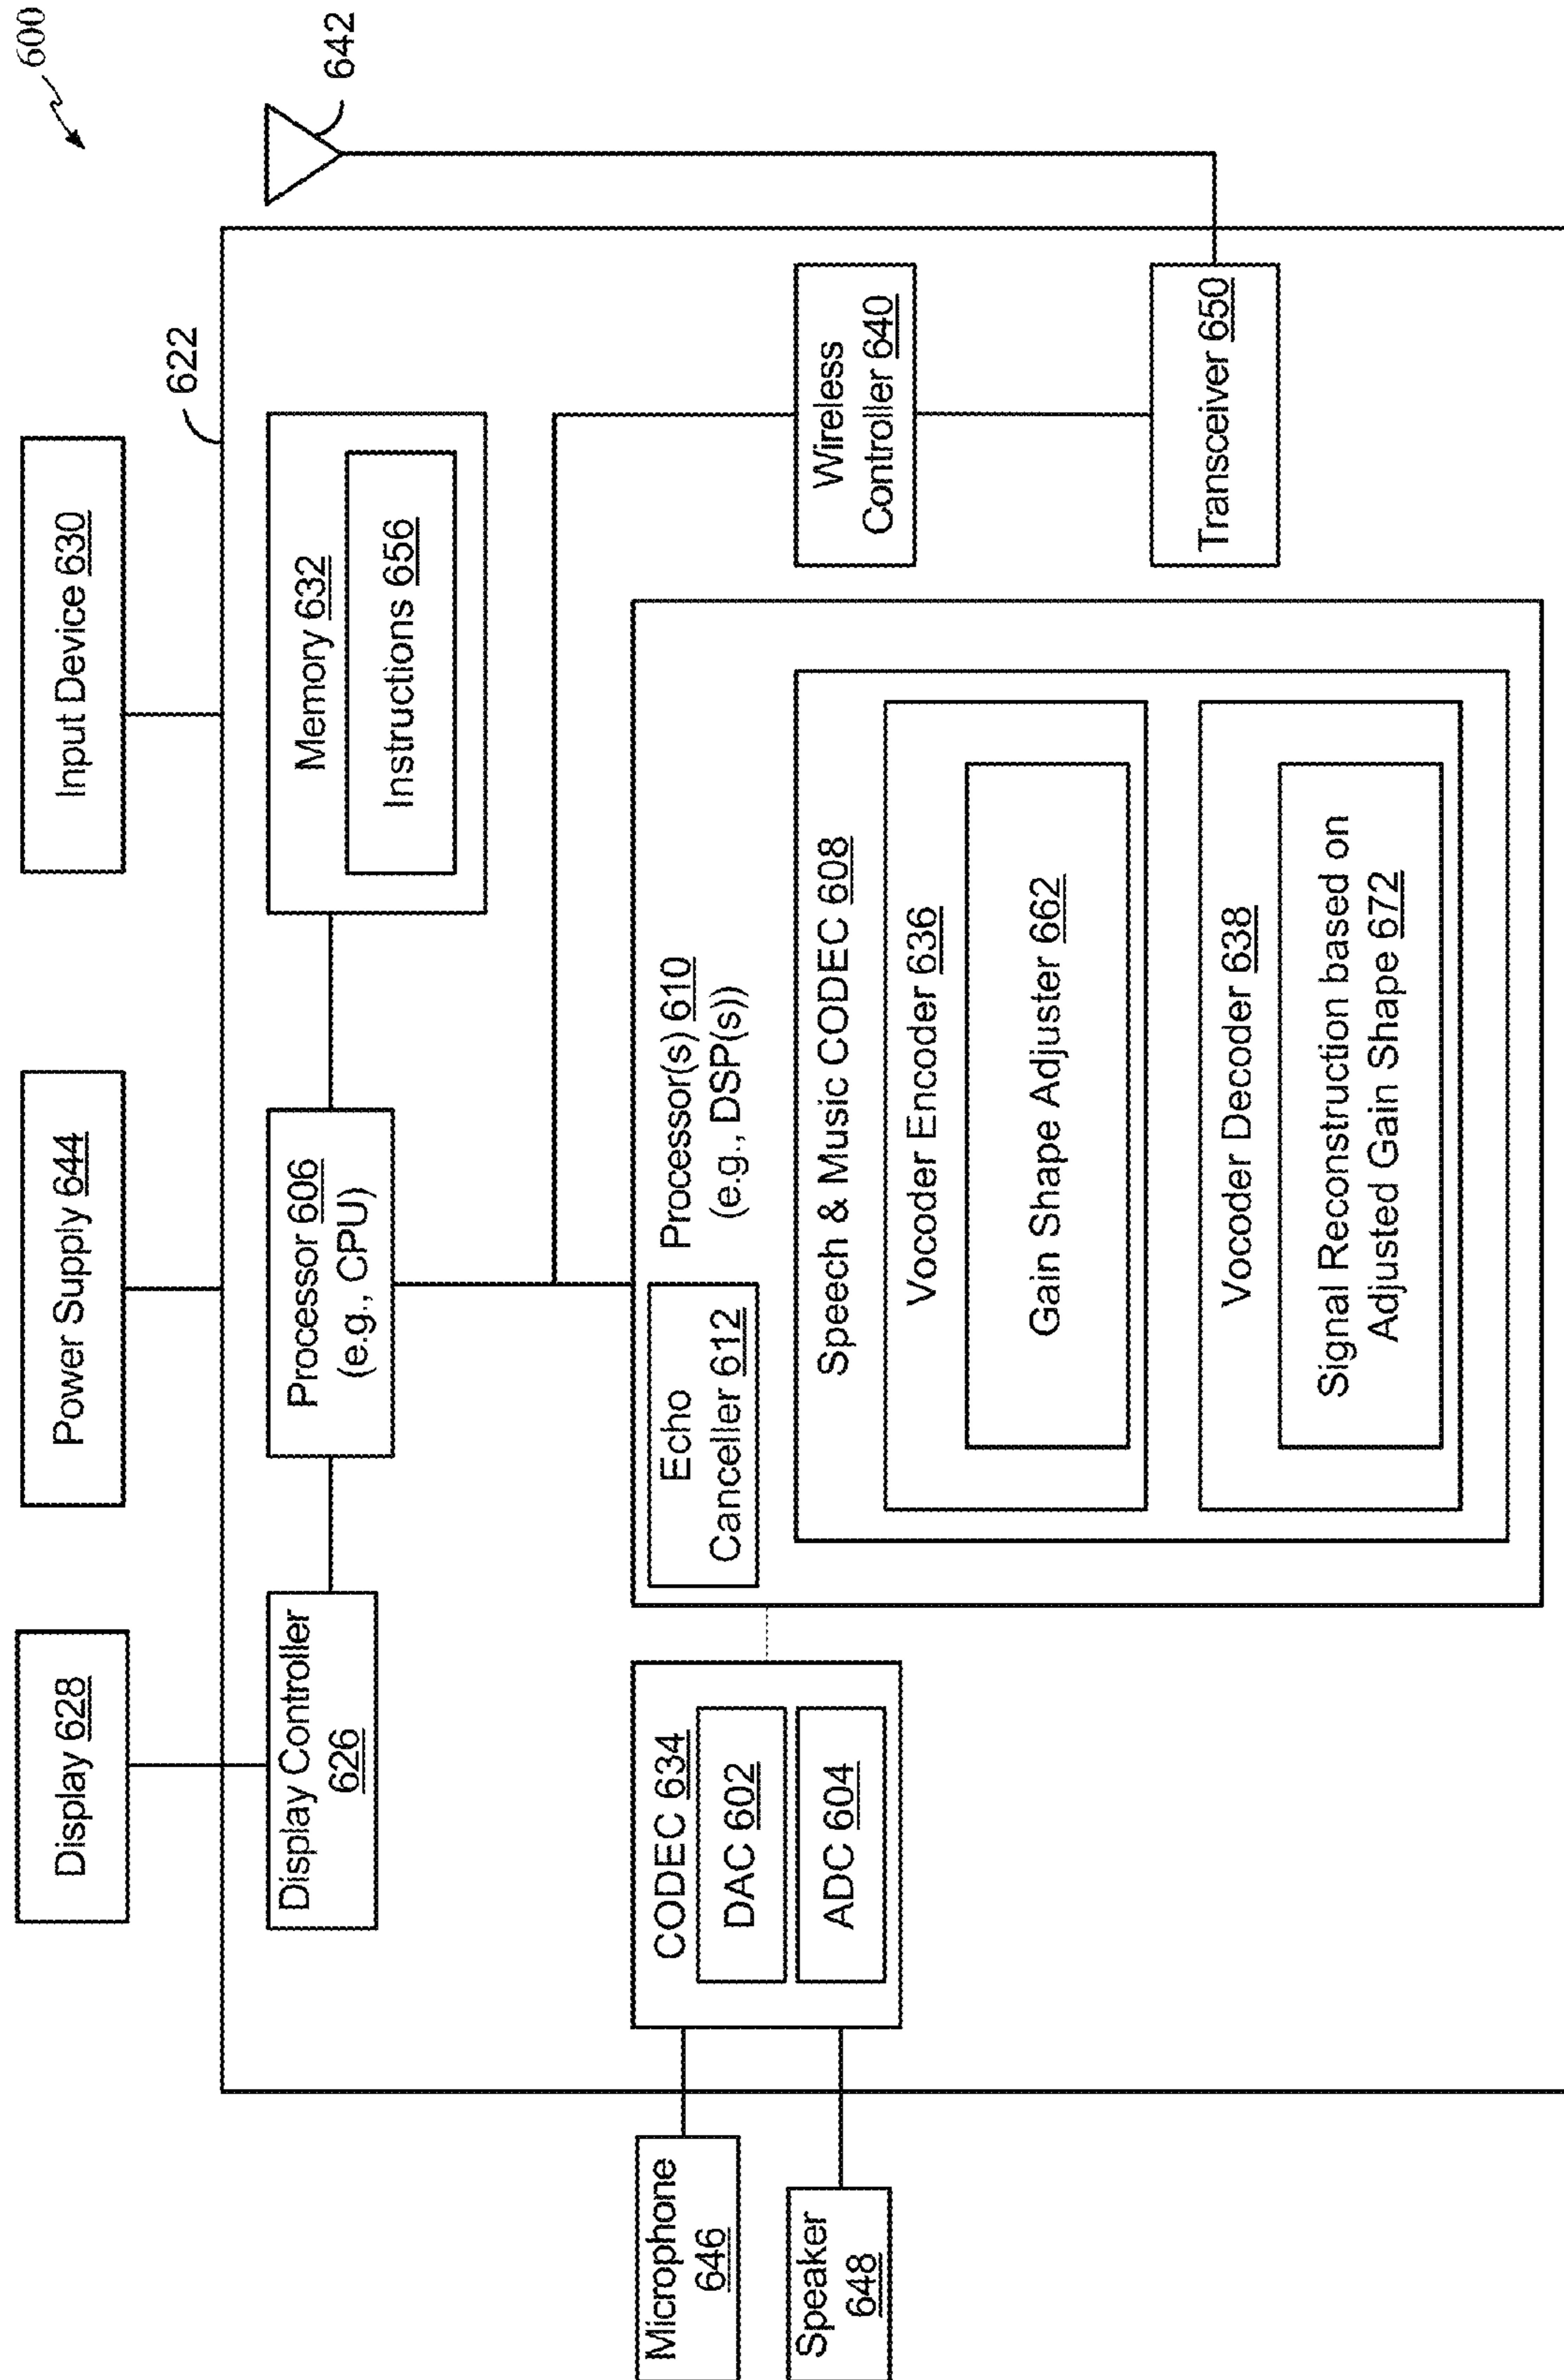 600
Display 628
Power Supply 644
Input Device 630
622
642
Display Controller
626
Processor 606
(e.g., CPU)
Memory 632
Instructions 656
Microphone
646
Speaker
648
CODEC 634
DAC 602
ADC 604
Echo
Canceller 612
Processor(s) 610
(e.g., DSP(s))
Speech & Music CODEC 608
Vocoder Encoder 636
Gain Shape Adjuster 662
Vocoder Decoder 638
Signal Reconstruction based on
Adjusted Gain Shape 672
Wireless
Controller 640
Transceiver 650